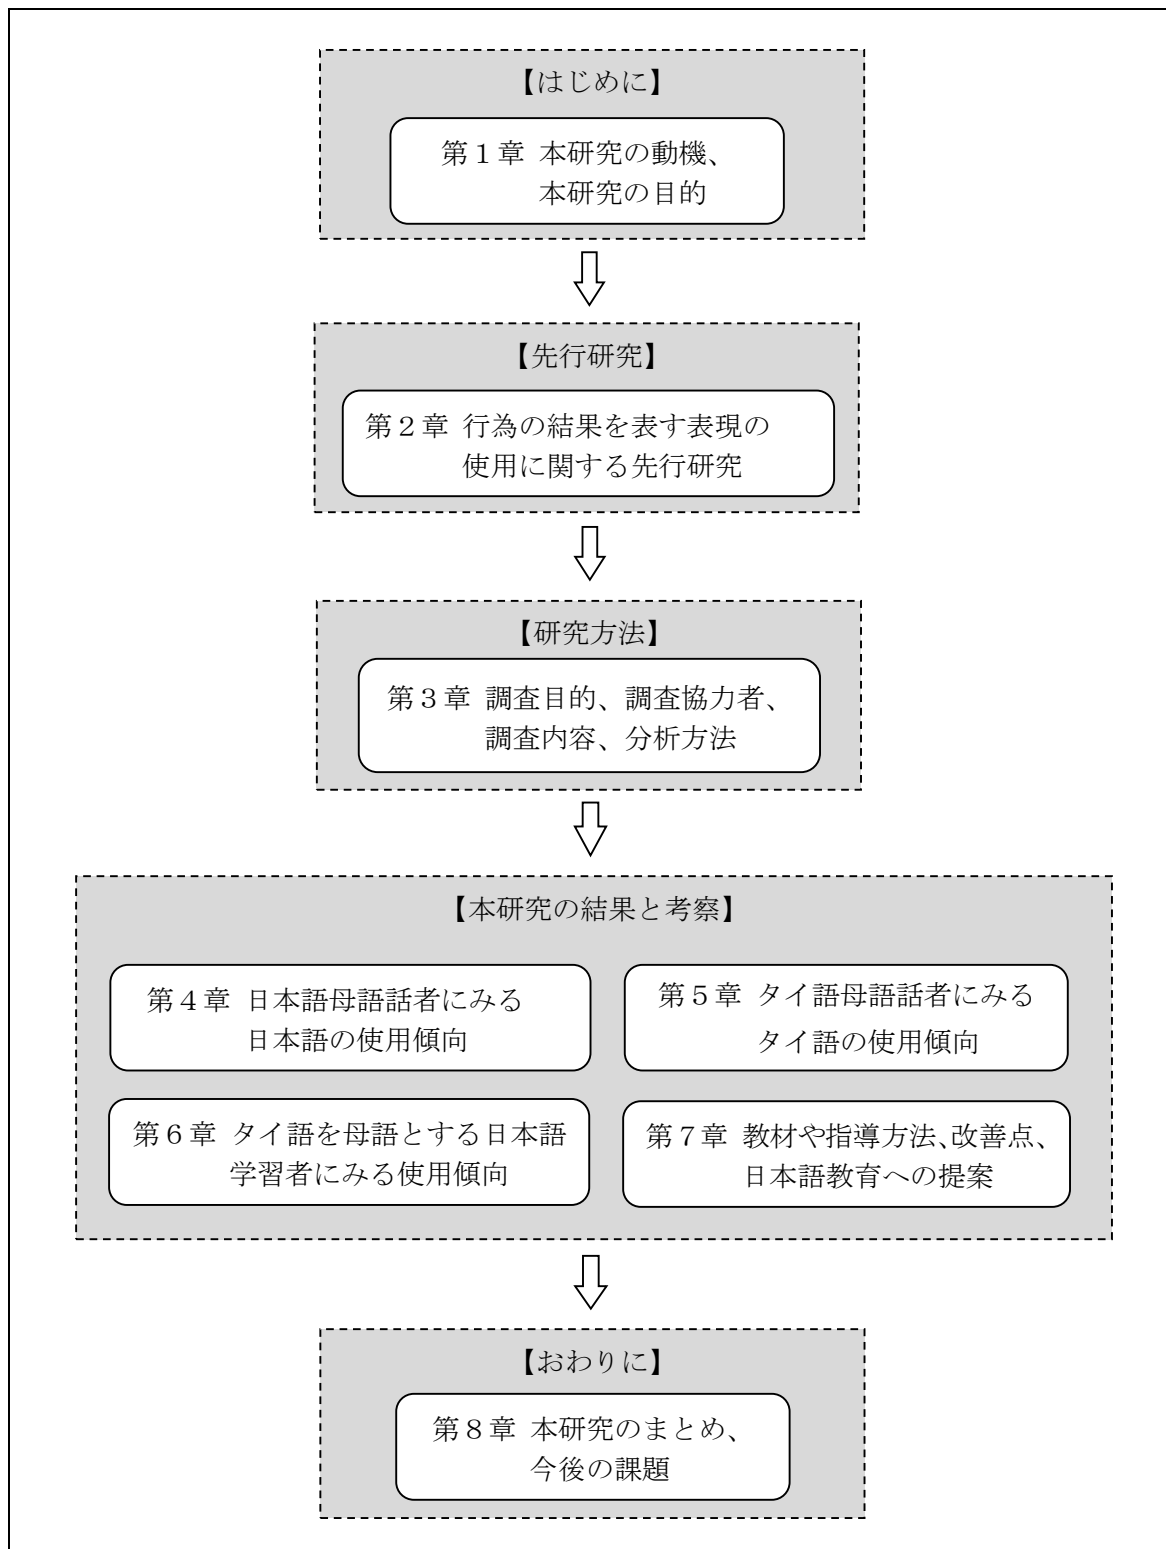 【はじめに】
第１章 本研究の動機、
本研究の目的
【先行研究】
第２章 行為の結果を表す表現の
使用に関する先行研究
【研究方法】
第３章 調査目的、調査協力者、
調査内容、分析方法
【本研究の結果と考察】
第４章 日本語母語話者にみる
日本語の使用傾向
第５章 タイ語母語話者にみる
タイ語の使用傾向
第６章 タイ語を母語とする日本語
学習者にみる使用傾向
第７章 教材や指導方法、改善点、
日本語教育への提案
【おわりに】
第８章 本研究のまとめ、
今後の課題